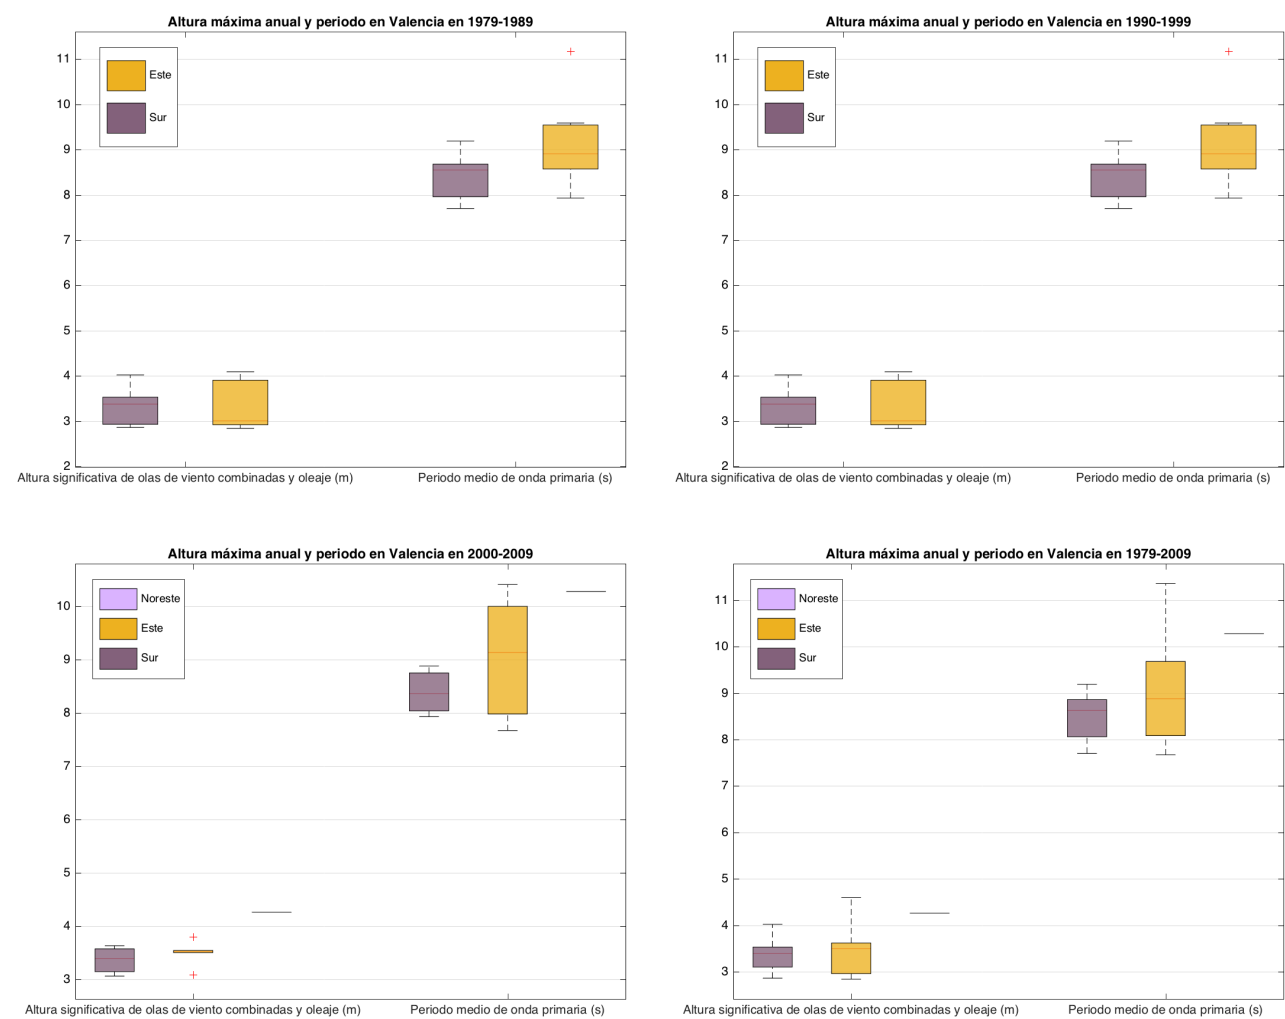 Altura máxima anual y periodo en Valencia en 1979-1989
11
10
9
8
7
6
5
4
3
2
Este
Sur
Altura significativa de olas de viento combinadas y oleaje (m)
Periodo medio de onda primaria (s)
Altura máxima anual y periodo en Valencia en 1990-1999
11
10
9
8
7
6
5
4
3
2
Este
Sur
Altura significativa de olas de viento combinadas y oleaje (m)
Periodo medio de onda primaria (s)
Altura máxima anual y periodo en Valencia en 2000-2009
10
9
8
7
6
5
4
3
Noreste
Este
Sur
Altura significativa de olas de viento combinadas y oleaje (m)
Periodo medio de onda primaria (s)
Altura máxima anual y periodo en Valencia en 1979-2009
11
10
9
8
7
6
5
4
3
Noreste
Este
Sur
Altura significativa de olas de viento combinadas y oleaje (m)
Periodo medio de onda primaria (s)